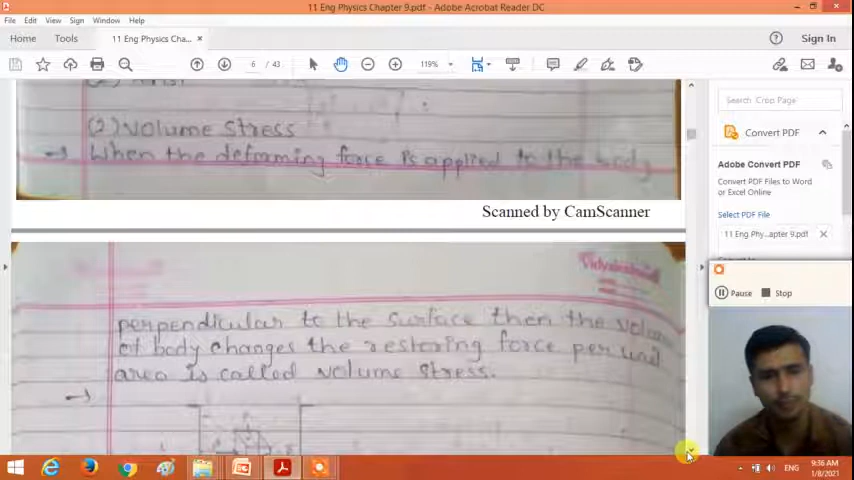 11 Eng Physics Chapter 9.pdf - Adobe Acrobat Reader DC
File Edit View Sign Window Help
Home Tools 11 Eng Physics Cha... × Sign In
6 / 43 119%
Search 'Crop Page'
(2) Volume Stress
→ When the deforming force is applied to the body
Scanned by CamScanner
Convert PDF
Adobe Convert PDF
Convert PDF Files to Word
or Excel Online
Select PDF File
11 Eng Phy...apter 9.pdf
Pause Stop
perpendicular to the surface then the volume
of body changes the restoring force per unit
area is called volume stress.
→
ENG 9:36 AM
1/8/2021